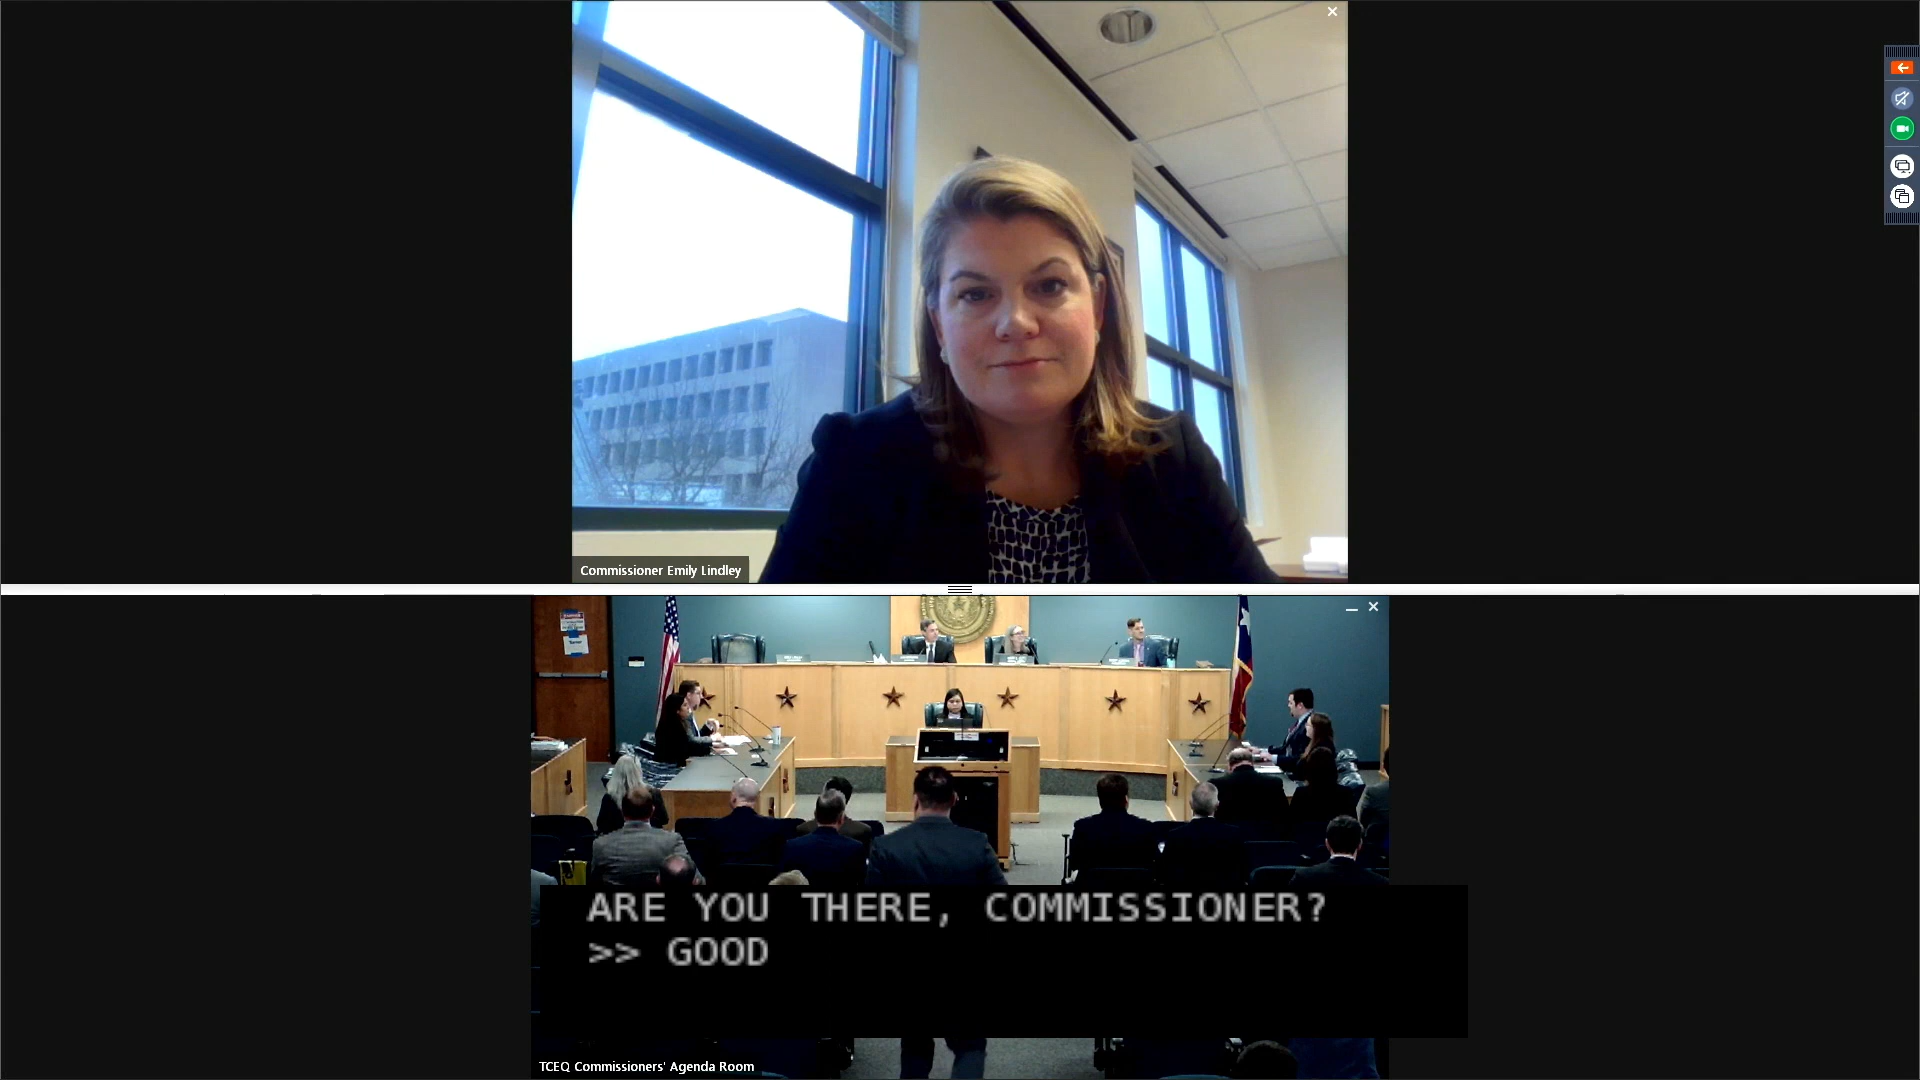 Commissioner Emily Lindley
ARE YOU THERE, COMMISSIONER?
>> GOOD
TCEQ Commissioners' Agenda Room